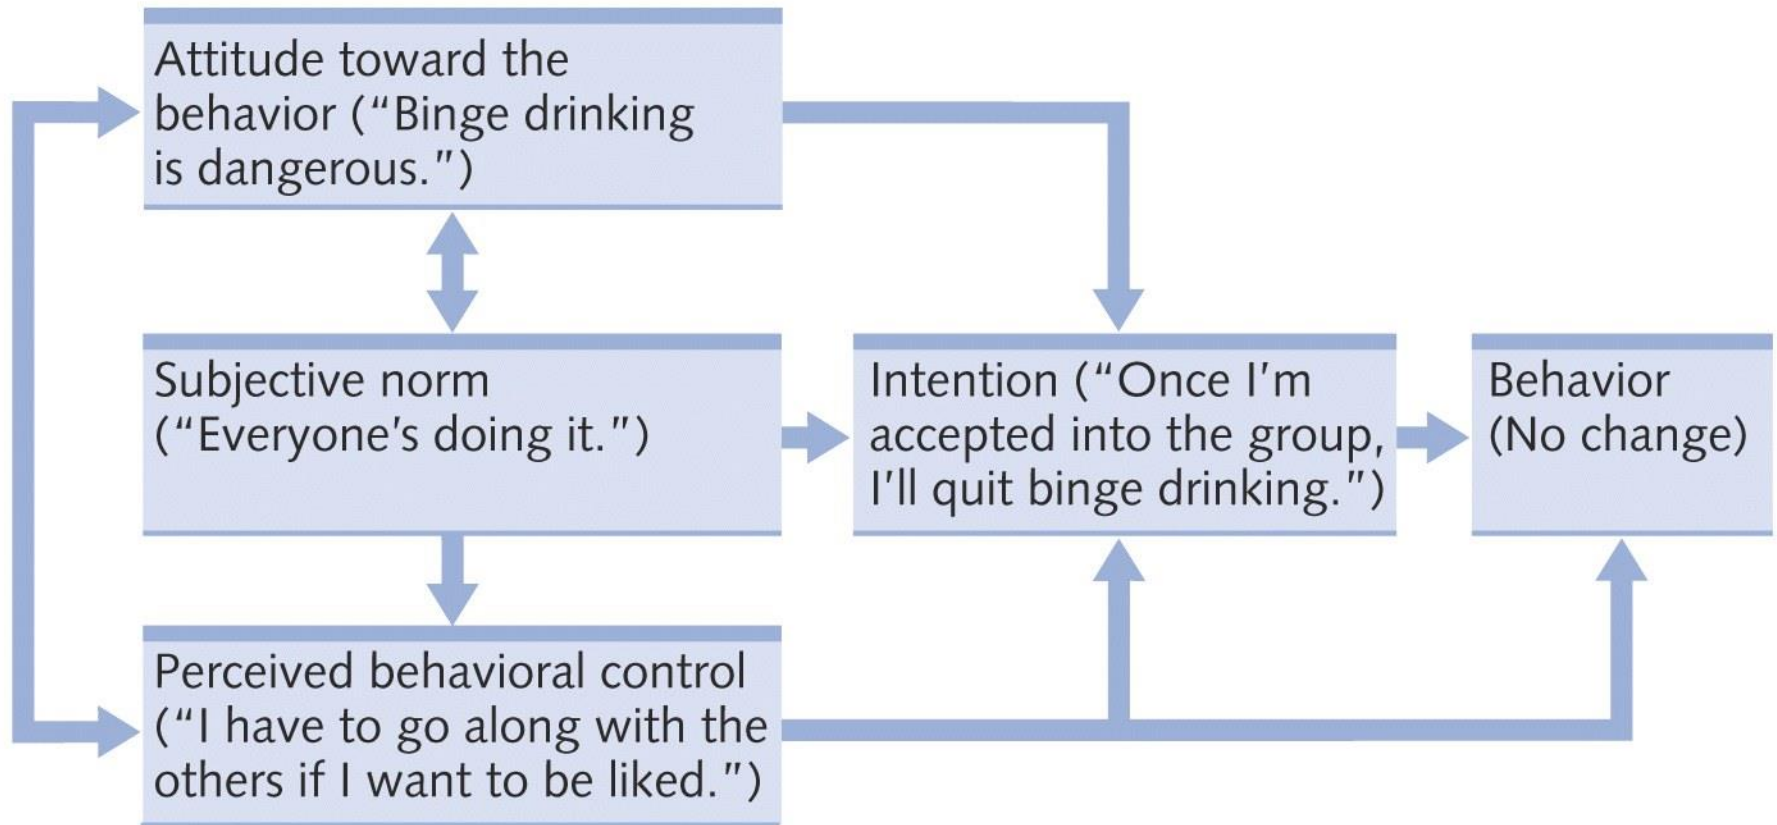 Attitude toward the
behavior (“Binge drinking
is dangerous.”)
Subjective norm
(“Everyone’s doing it.”)
Intention (“Once I’m
accepted into the group,
I’ll quit binge drinking.”)
Behavior
(No change)
Perceived behavioral control
(“I have to go along with the
others if I want to be liked.”)